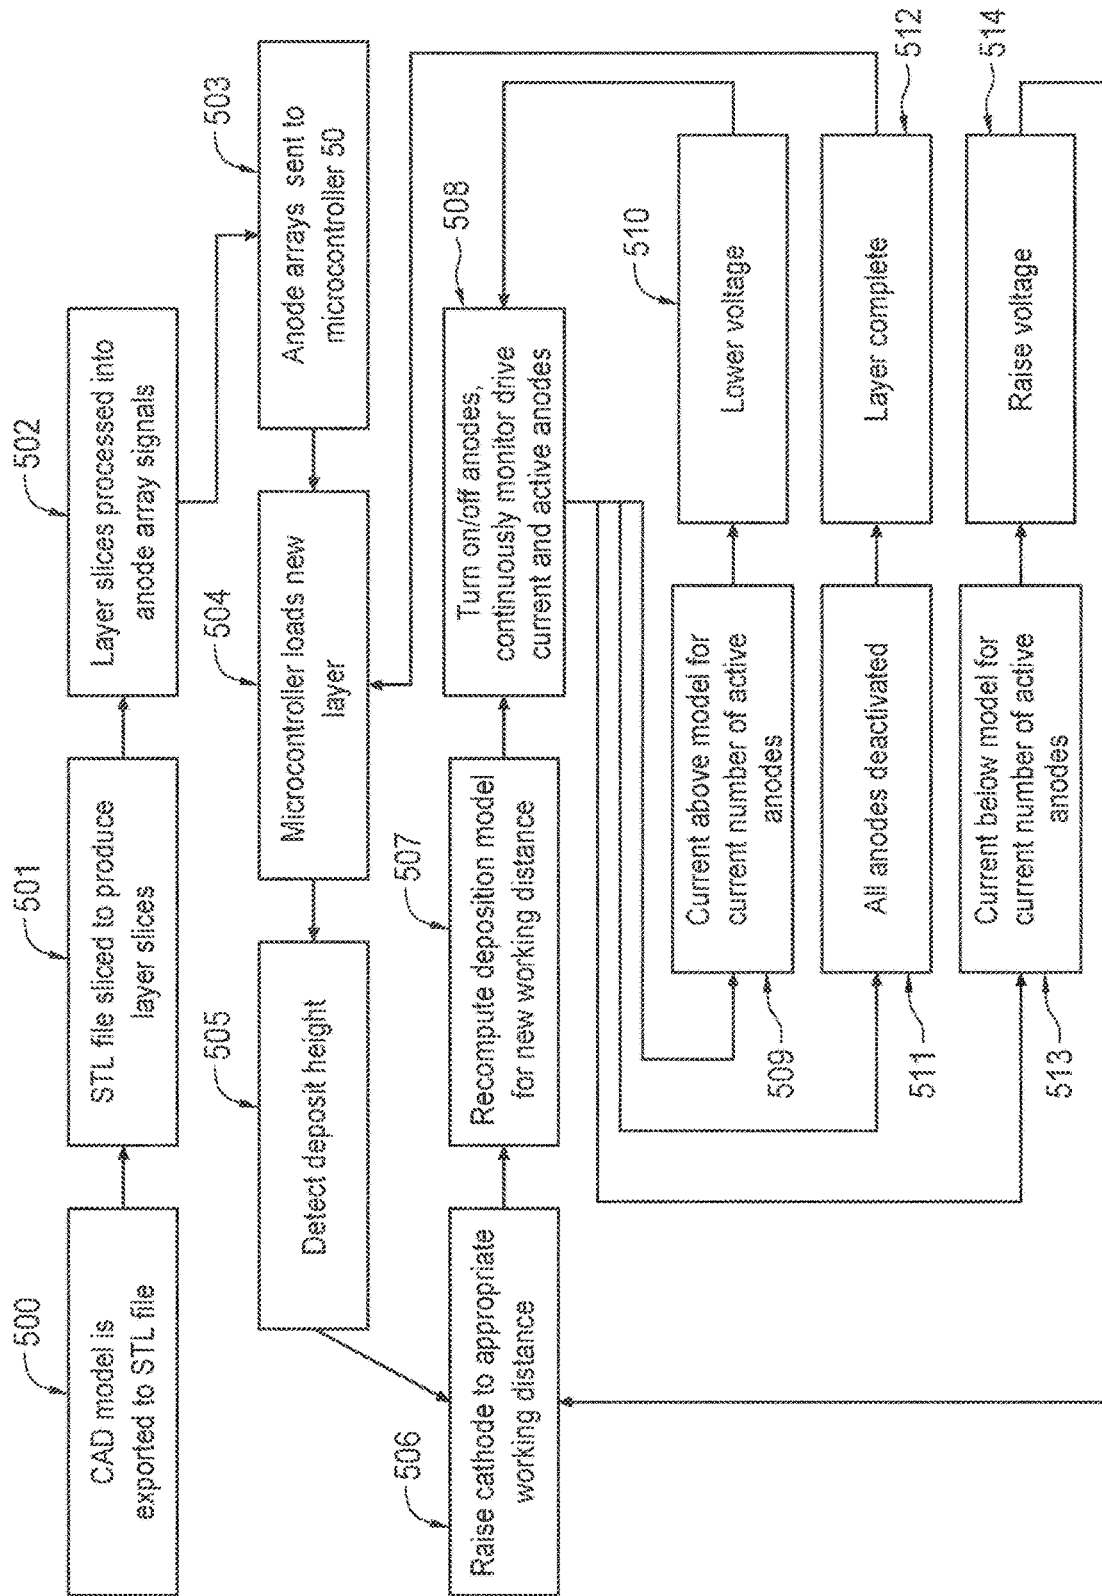 500
CAD model is
exported to STL file
501
STL file sliced to produce
layer slices
502
Layer slices processed into
anode array signals
503
Anode arrays sent to
microcontroller 50
504
Microcontroller loads new
layer
505
Detect deposit height
506
Raise cathode to appropriate
working distance
507
Recompute deposition model
for new working distance
508
Turn on/off anodes,
continuously monitor drive
current and active anodes
509
Current above model for
current number of active
anodes
510
Lower voltage
511
All anodes deactivated
512
Layer complete
513
Current below model for
current number of active
anodes
514
Raise voltage